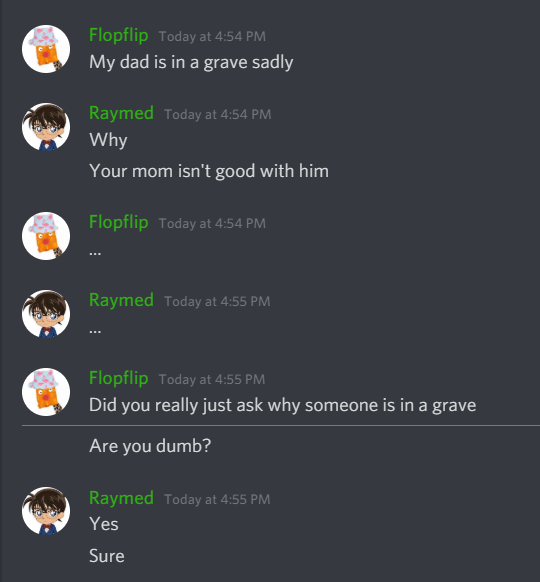 Flopflip Today at 4:54 PM
My dad is in a grave sadly
Raymed Today at 4:54 PM
Why
Your mom isn't good with him
Flopflip Today at 4:54 PM
...
Raymed Today at 4:55 PM
...
Flopflip Today at 4:55 PM
Did you really just ask why someone is in a grave
Are you dumb?
Raymed Today at 4:55 PM
Yes
Sure